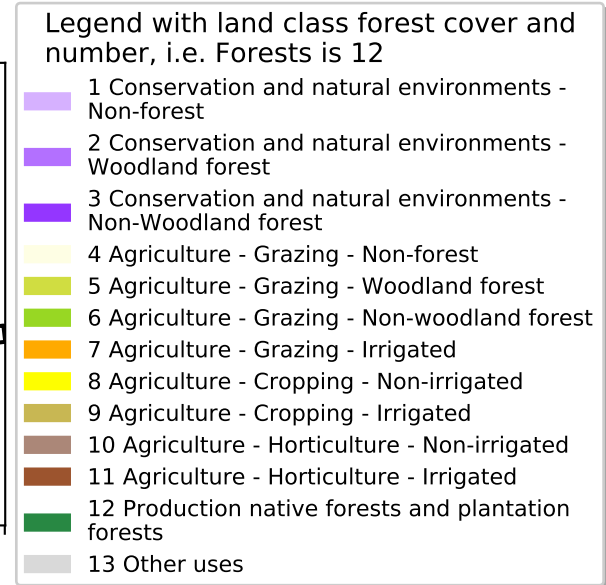 Legend with land class forest cover and
number, i.e. Forests is 12
1 Conservation and natural environments -
Non-forest
2 Conservation and natural environments -
Woodland forest
3 Conservation and natural environments -
Non-Woodland forest
4 Agriculture - Grazing - Non-forest
5 Agriculture - Grazing - Woodland forest
6 Agriculture - Grazing - Non-woodland forest
7 Agriculture - Grazing - Irrigated
8 Agriculture - Cropping - Non-irrigated
9 Agriculture - Cropping - Irrigated
10 Agriculture - Horticulture - Non-irrigated
11 Agriculture - Horticulture - Irrigated
12 Production native forests and plantation
forests
13 Other uses